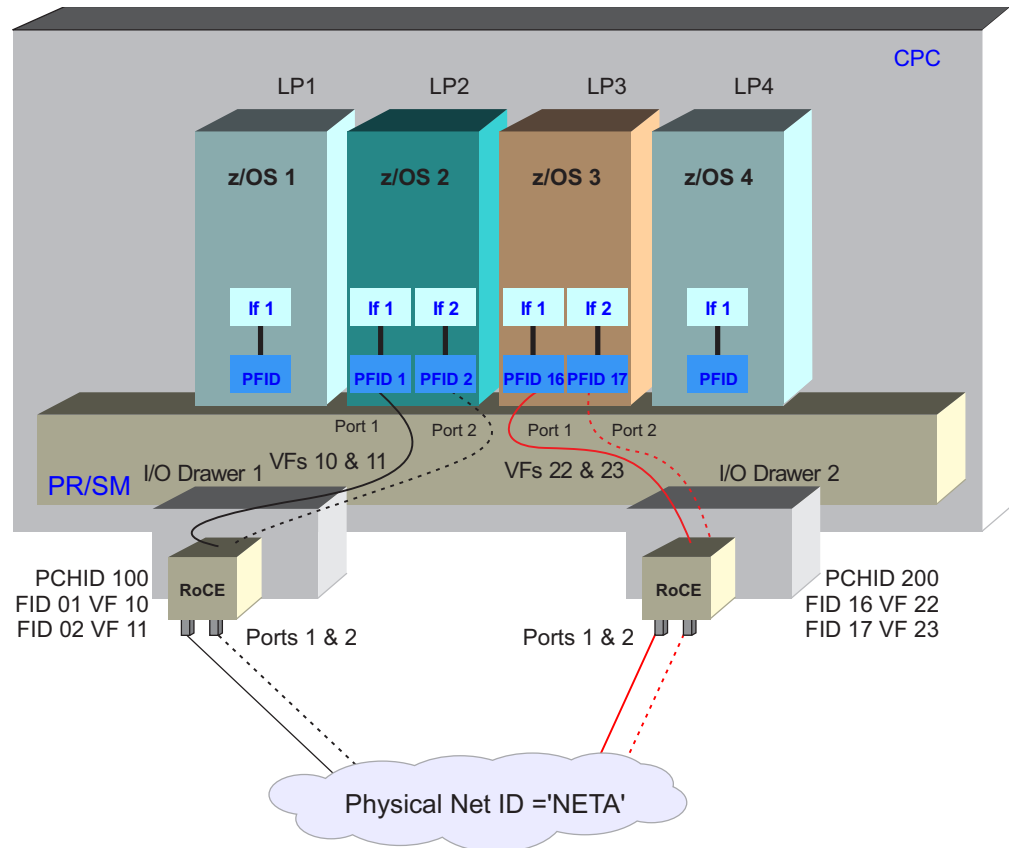 CPC
LP1
LP2
LP3
LP4
z/OS 1
z/OS 2
z/OS 3
z/OS 4
If 1
If 1
If 2
If 1
If 2
If 1
PFID
PFID 1
PFID 2
PFID 16
PFID 17
PFID
Port 1
Port 2
Port 1
Port 2
I/O Drawer 1
VFs 10 & 11
VFs 22 & 23
I/O Drawer 2
PR/SM
RoCE
RoCE
PCHID 100
FID 01 VF 10
FID 02 VF 11
Ports 1 & 2
Ports 1 & 2
PCHID 200
FID 16 VF 22
FID 17 VF 23
Physical Net ID ='NETA'